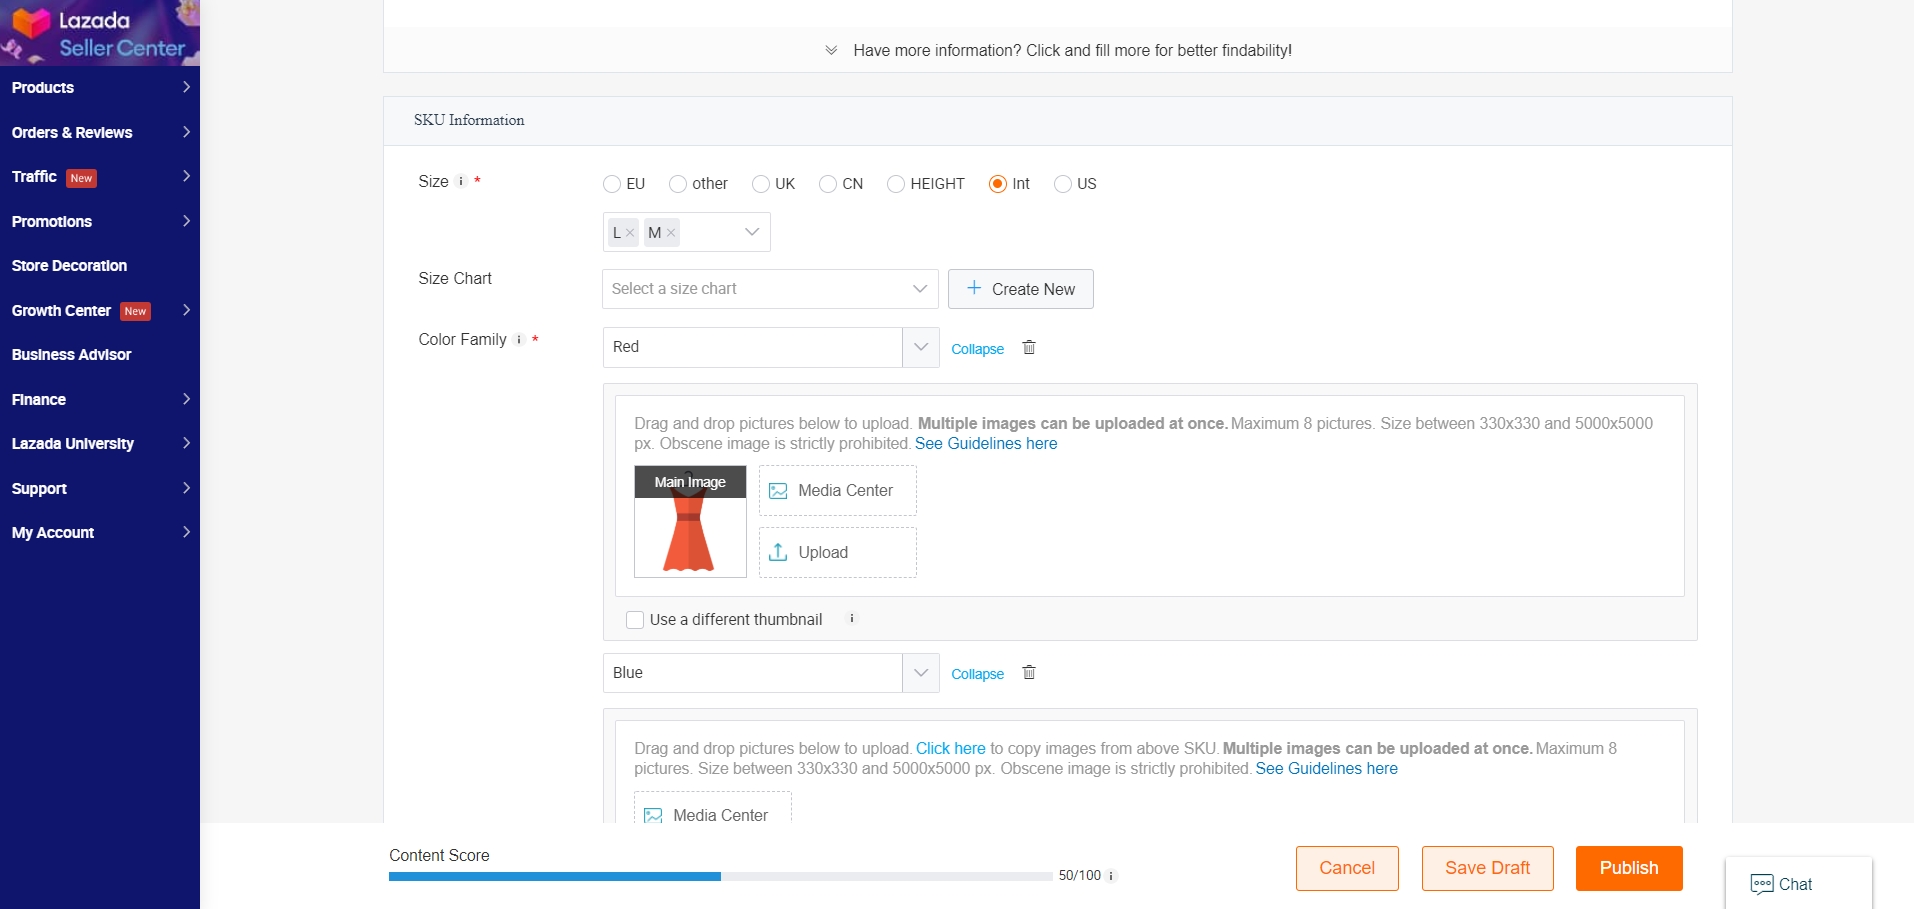 Lazada
Seller Center
Products
Orders & Reviews
Traffic New
Promotions
Store Decoration
Growth Center New
Business Advisor
Finance
Lazada University
Support
My Account
Have more information? Click and fill more for better findability!
SKU Information
Size i *
EU other UK CN HEIGHT Int US
L × M ×
Size Chart
Select a size chart
+ Create New
Color Family i *
Red
Collapse
Drag and drop pictures below to upload. Multiple images can be uploaded at once. Maximum 8 pictures. Size between 330x330 and 5000x5000
px. Obscene image is strictly prohibited. See Guidelines here
Main Image
Media Center
Upload
Use a different thumbnail i
Blue
Collapse
Drag and drop pictures below to upload. Click here to copy images from above SKU. Multiple images can be uploaded at once. Maximum 8
pictures. Size between 330x330 and 5000x5000 px. Obscene image is strictly prohibited. See Guidelines here
Media Center
Content Score
50/100 i
Cancel
Save Draft
Publish
Chat